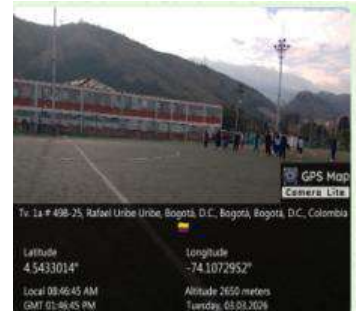 GPS Map
Camera Lite
Tv. 1a # 49B-25, Rafael Uribe Uribe, Bogotá, D.C., Bogotá, Bogotá, D.C., Colombia
Latitude
4.5433014°
Longitude
-74.1072952°
Local 08:46:45 AM
GMT 01:46:45 PM
Altitude 2650 meters
Tuesday, 03.03.2026